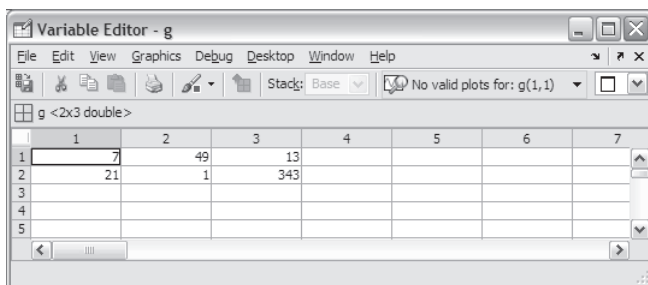 Variable Editor - g
File Edit View Graphics Debug Desktop Window Help
Stack: Base No valid plots for: g(1,1)
g <2x3 double>
1 2 3 4 5 6 7
1 7 49 13
2 21 1 343
3
4
5